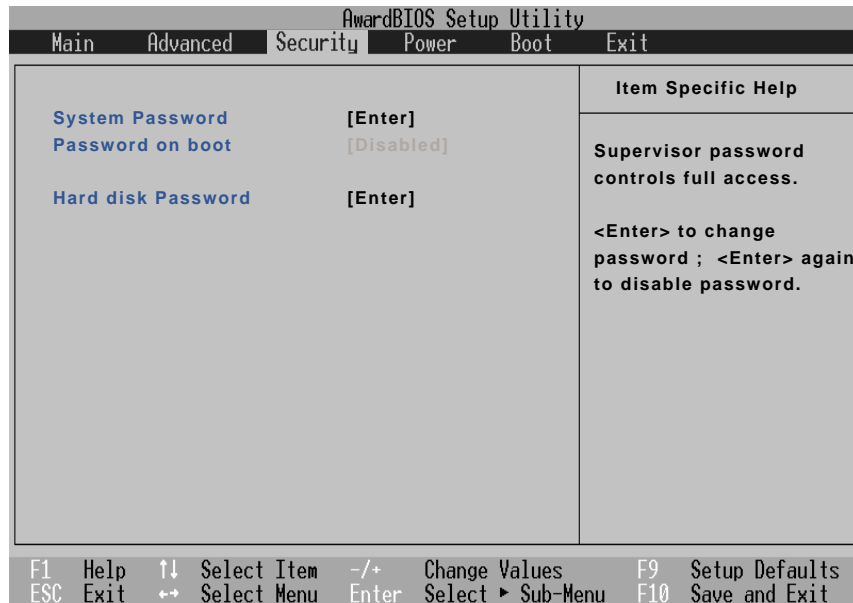 AwardBIOS Setup Utility
Main Advanced Security Power Boot Exit
System Password [Enter]
Password on boot [Disabled]
Hard disk Password [Enter]
Item Specific Help
Supervisor password
controls full access.
<Enter> to change
password ; <Enter> again
to disable password.
F1 Help ↑↓ Select Item -/+ Change Values F9 Setup Defaults
ESC Exit ←→ Select Menu Enter Select ▶ Sub-Menu F10 Save and Exit